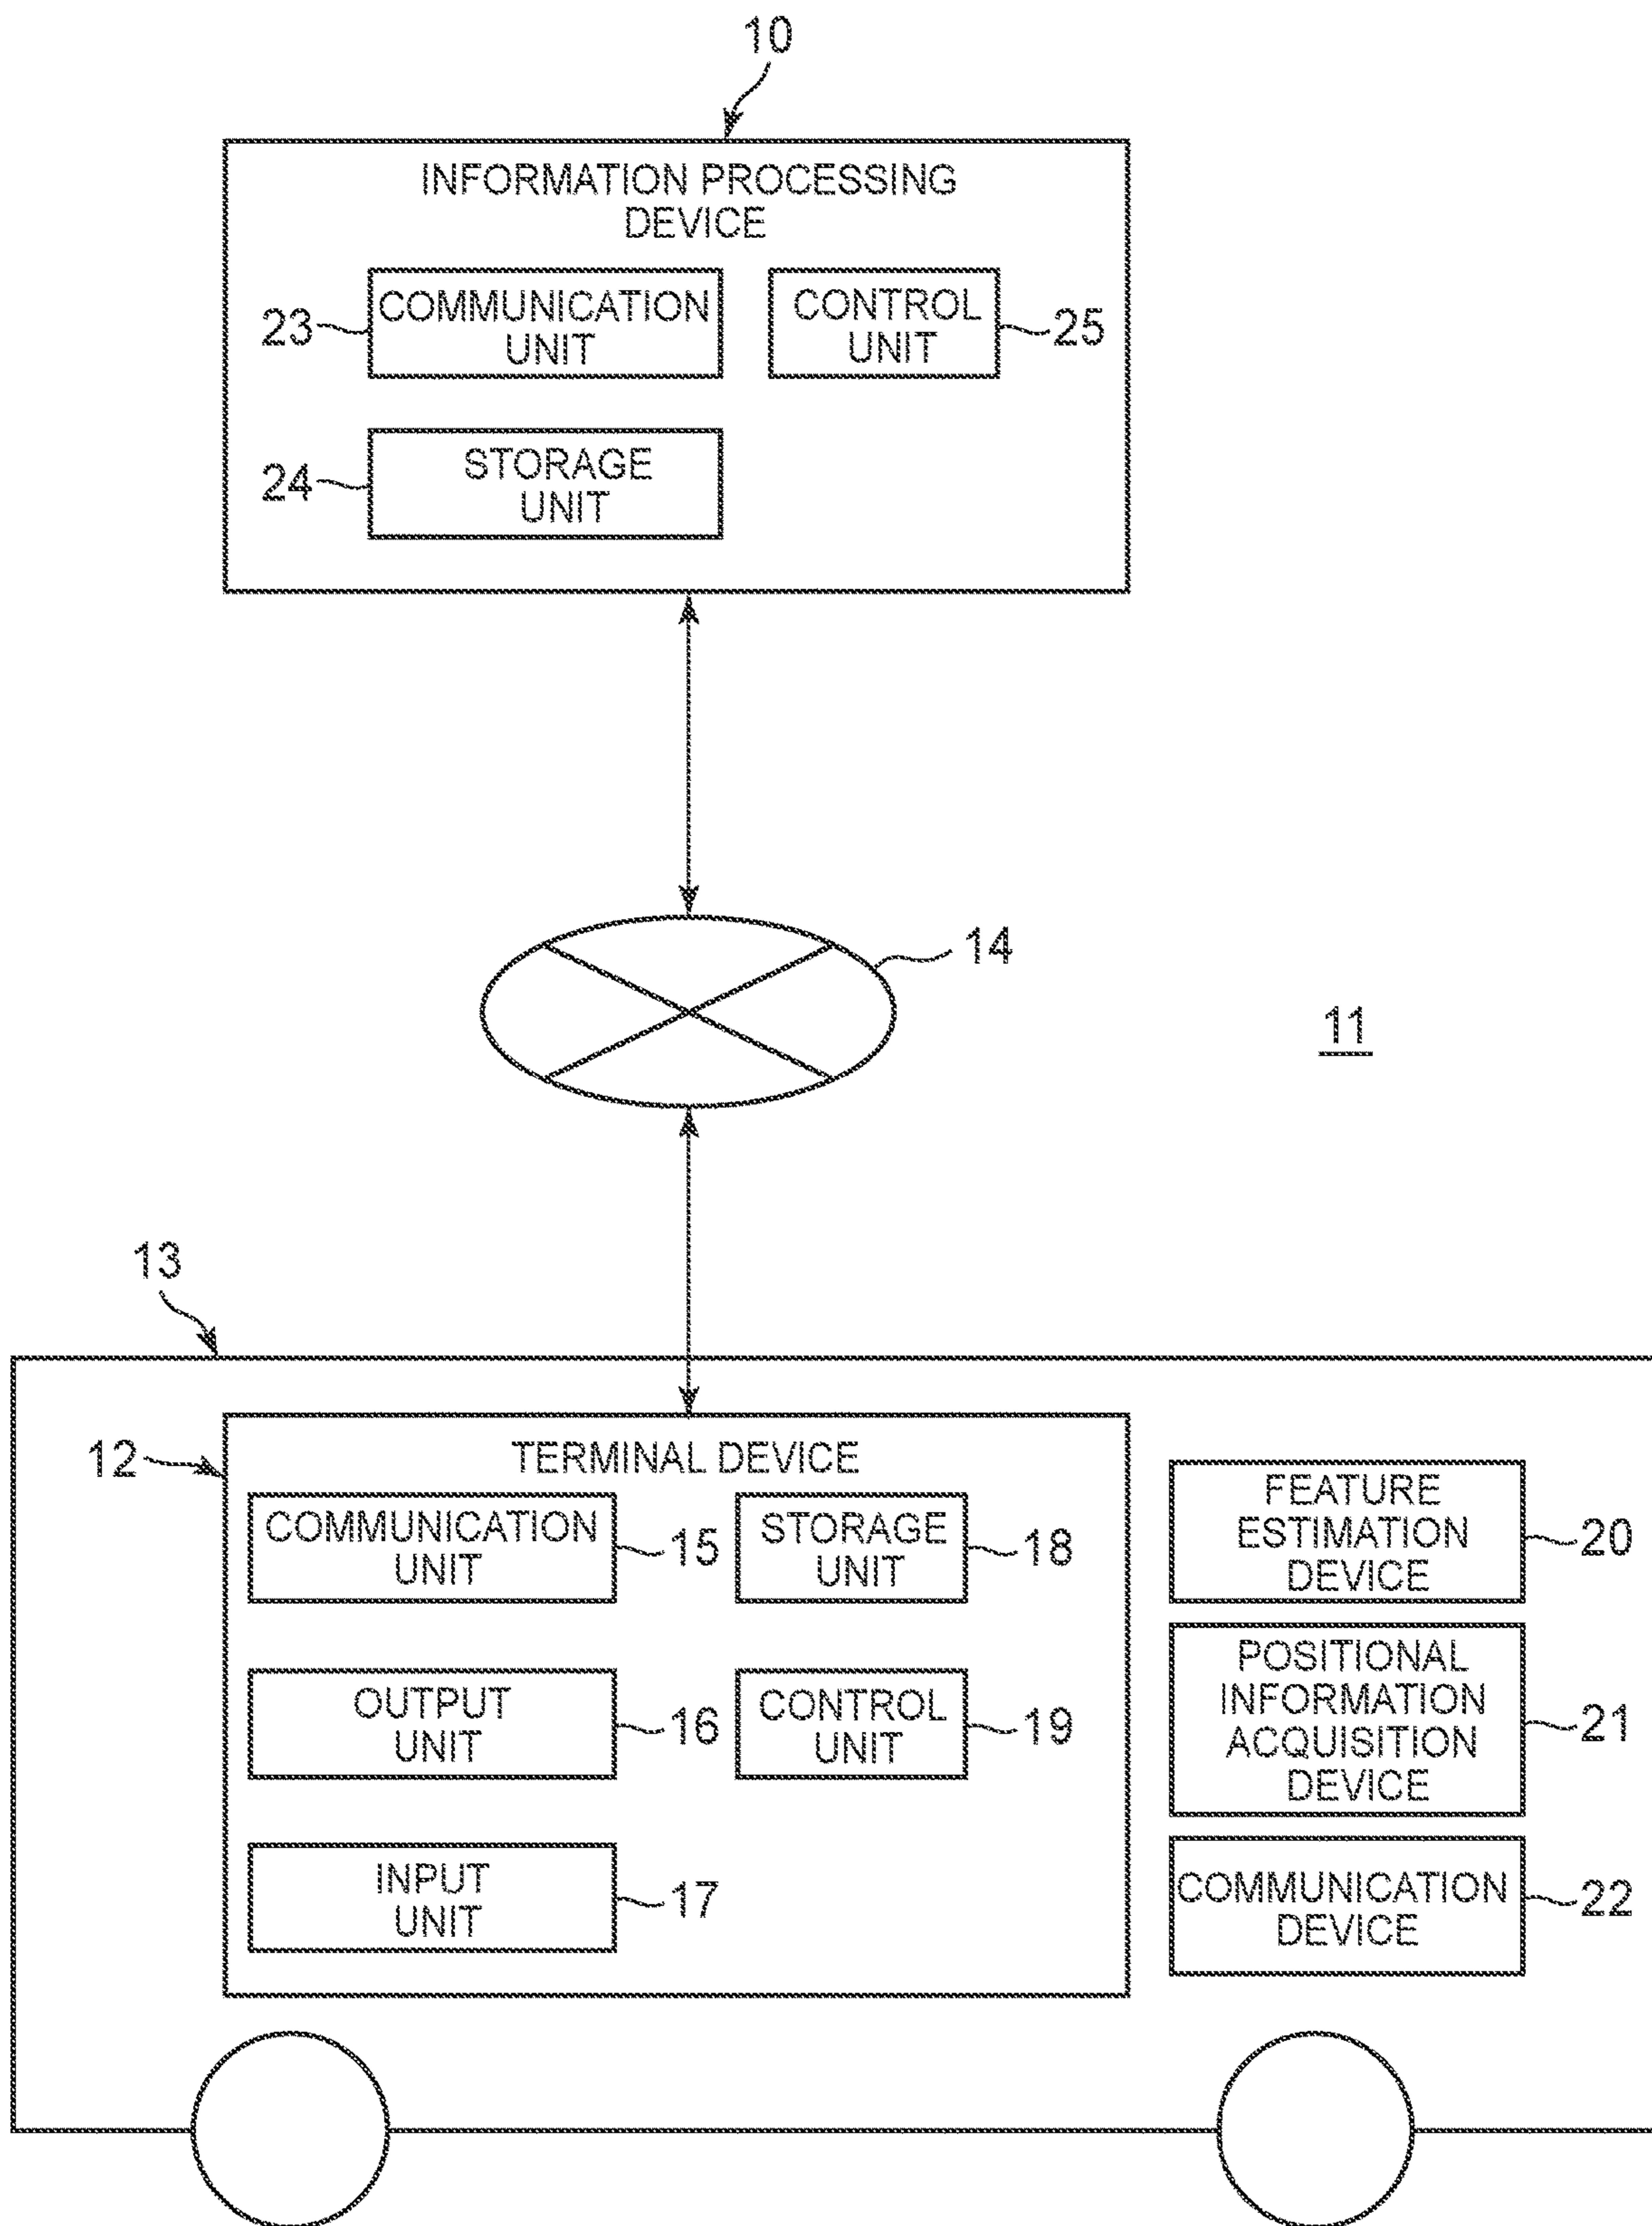 10
INFORMATION PROCESSING
DEVICE
23
COMMUNICATION
UNIT
CONTROL
UNIT
25
24
STORAGE
UNIT
14
11
13
12
TERMINAL DEVICE
COMMUNICATION
UNIT
15
STORAGE
UNIT
18
FEATURE
ESTIMATION
DEVICE
20
OUTPUT
UNIT
16
CONTROL
UNIT
19
POSITIONAL
INFORMATION
ACQUISITION
DEVICE
21
INPUT
UNIT
17
COMMUNICATION
DEVICE
22